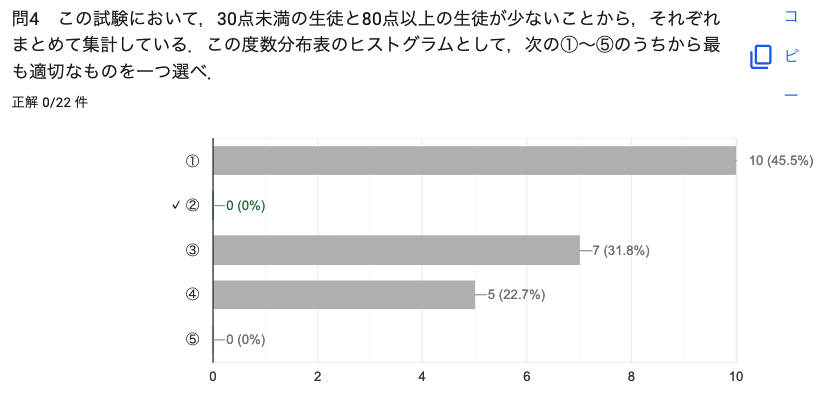 問4　この試験において，30点未満の生徒と80点以上の生徒が少ないことから，それぞれ
まとめて集計している．この度数分布表のヒストグラムとして，次の①〜⑤のうちから最
も適切なものを一つ選べ．
コピー
正解 0/22 件
① 10 (45.5%)
✓ ② 0 (0%)
③ 7 (31.8%)
④ 5 (22.7%)
⑤ 0 (0%)
0 2 4 6 8 10